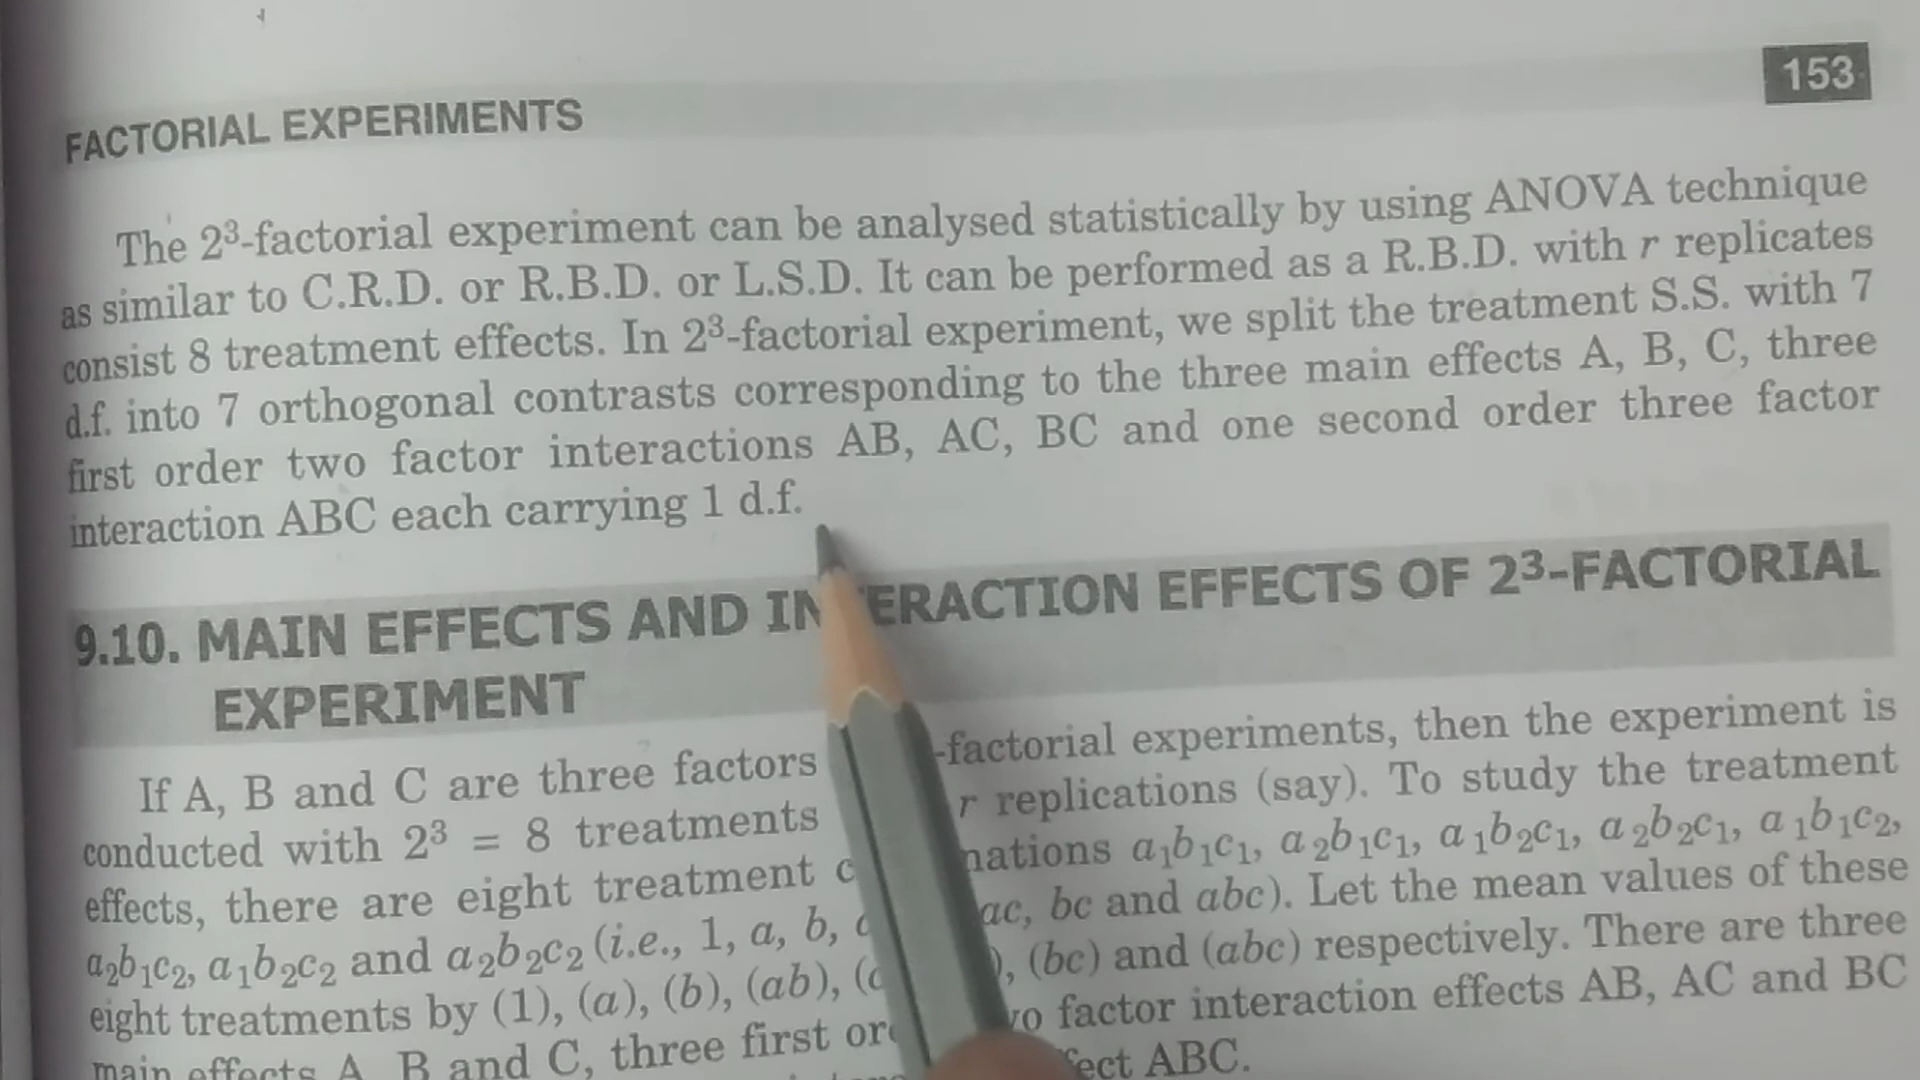 FACTORIAL EXPERIMENTS
153
The 2³-factorial experiment can be analysed statistically by using ANOVA technique
as similar to C.R.D. or R.B.D. or L.S.D. It can be performed as a R.B.D. with r replicates
consist 8 treatment effects. In 2³-factorial experiment, we split the treatment S.S. with 7
d.f. into 7 orthogonal contrasts corresponding to the three main effects A, B, C, three
first order two factor interactions AB, AC, BC and one second order three factor
interaction ABC each carrying 1 d.f.
9.10. MAIN EFFECTS AND INTERACTION EFFECTS OF 2³-FACTORIAL
EXPERIMENT
If A, B and C are three factors -factorial experiments, then the experiment is
conducted with 2³ = 8 treatments r replications (say). To study the treatment
effects, there are eight treatment a₁b₁c₁, a₂b₁c₁, a₁b₂c₁, a₂b₂c₁, a₁b₁c₂,
a₂b₁c₂, a₁b₂c₂ and a₂b₂c₂ (i.e., 1, a, b, ac, bc and abc). Let the mean values of these
eight treatments by (1), (a), (b), (ab), (bc) and (abc) respectively. There are three
main effects A, B and C, three first factor interaction effects AB, AC and BC
ABC.